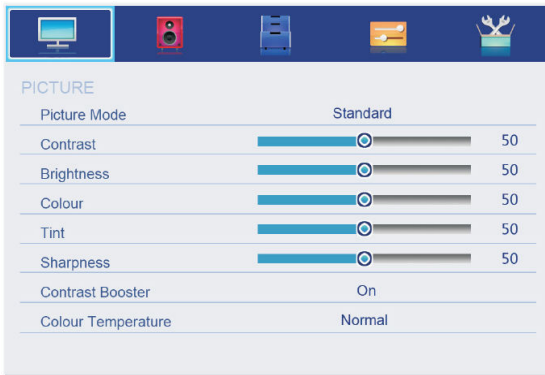 PICTURE
Picture Mode Standard
Contrast 50
Brightness 50
Colour 50
Tint 50
Sharpness 50
Contrast Booster On
Colour Temperature Normal